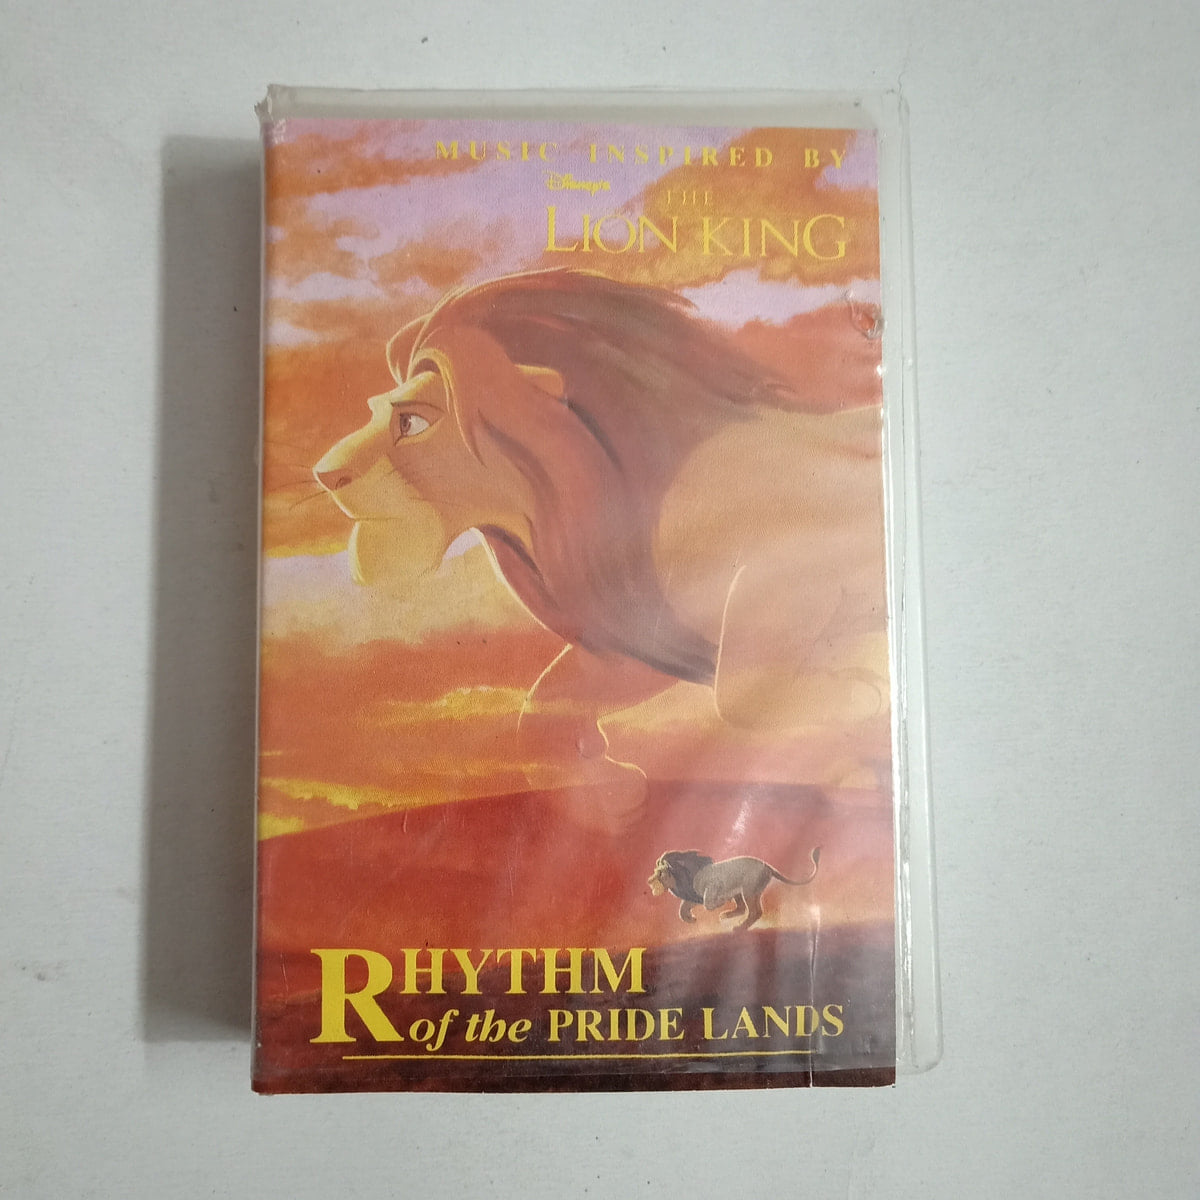 MUSIC INSPIRED BY
Disney's
THE
LION KING
RHYTHM
of the PRIDE LANDS